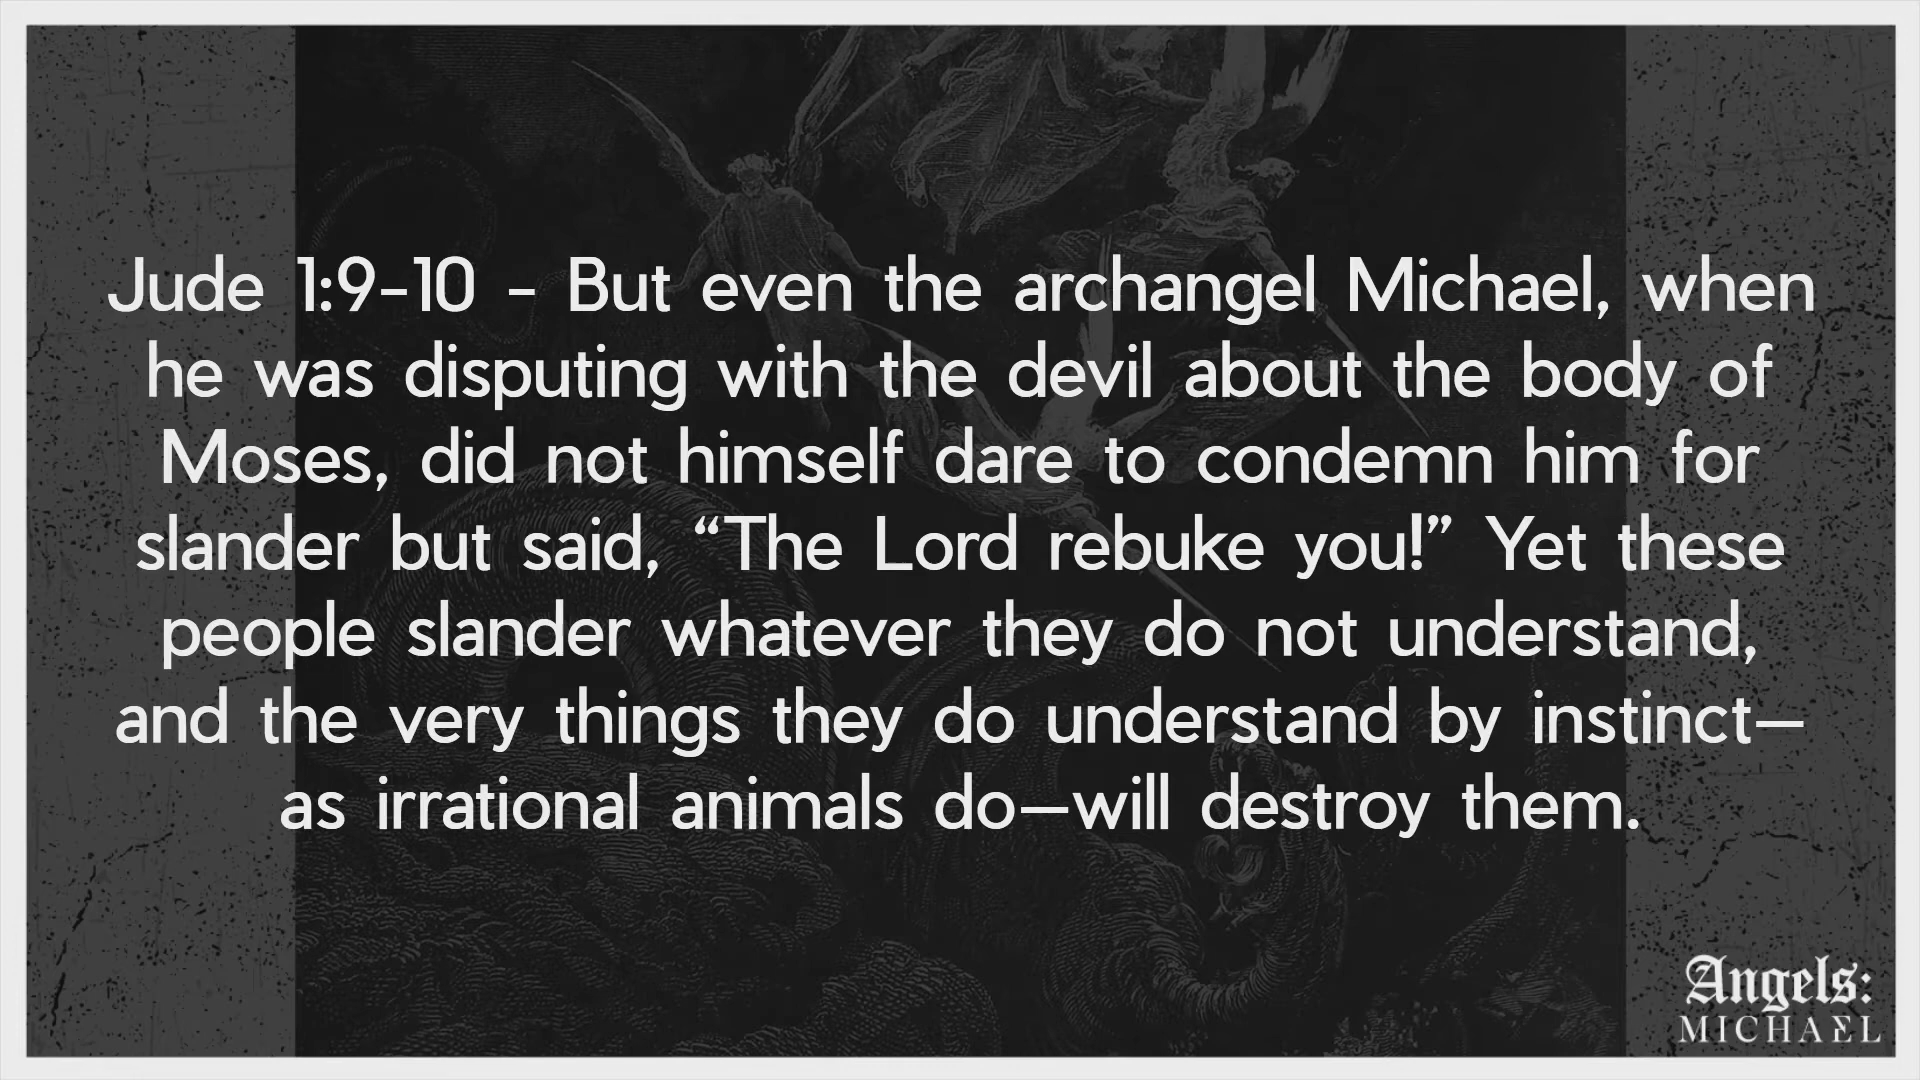 Jude 1:9-10 - But even the archangel Michael, when
he was disputing with the devil about the body of
Moses, did not himself dare to condemn him for
slander but said, “The Lord rebuke you!” Yet these
people slander whatever they do not understand,
and the very things they do understand by instinct—
as irrational animals do—will destroy them.
Angels:
MICHAEL